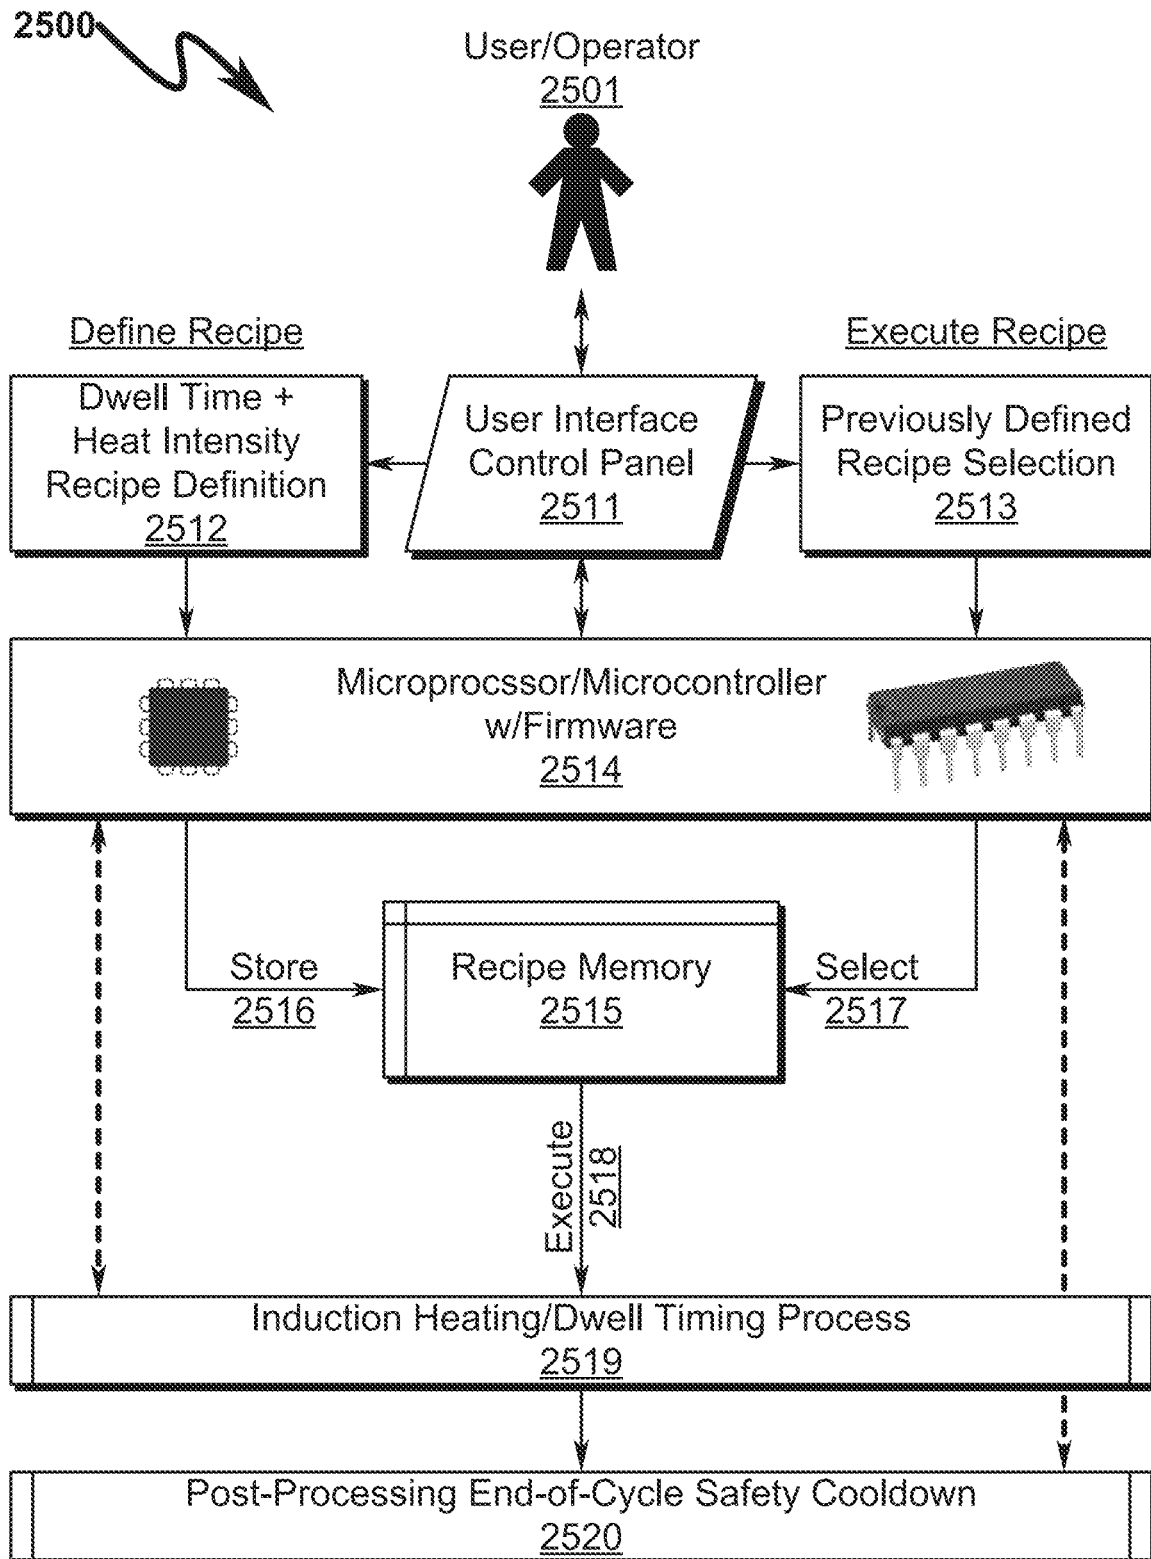 2500
User/Operator
2501
Define Recipe
Execute Recipe
Dwell Time +
Heat Intensity
Recipe Definition
2512
User Interface
Control Panel
2511
Previously Defined
Recipe Selection
2513
Microprocssor/Microcontroller
w/Firmware
2514
Store
2516
Recipe Memory
2515
Select
2517
Execute
2518
Induction Heating/Dwell Timing Process
2519
Post-Processing End-of-Cycle Safety Cooldown
2520